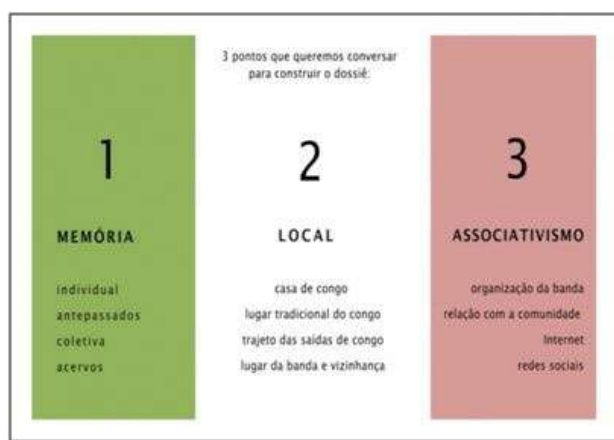 3 pontos que queremos conversar
para construir o dossiê:
1
MEMÓRIA
individual
antepassados
coletiva
acervos
2
LOCAL
casa de congo
lugar tradicional do congo
trajeto das saídas de congo
lugar da banda e vizinhança
3
ASSOCIATIVISMO
organização da banda
relação com a comunidade
Internet
redes sociais